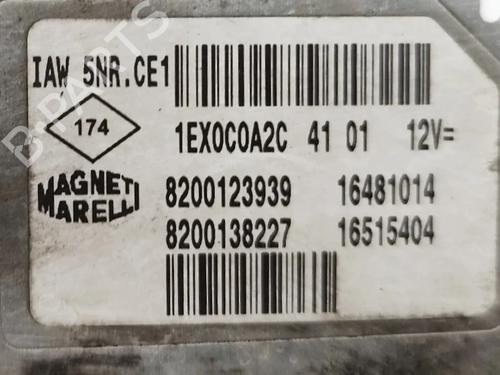 B-PARTS
IAW 5NR.CE1
174
1EX0C0A2C 41 01 12V=
MAGNETI
MARELLI
8200123939 16481014
8200138227 16515404